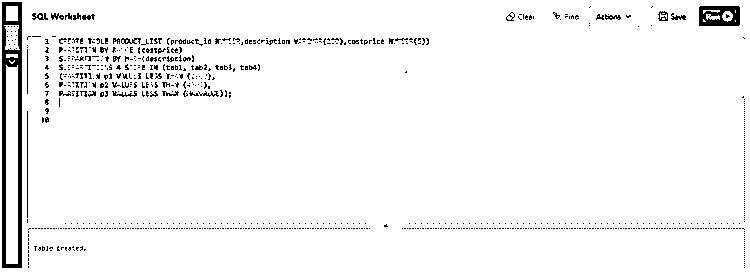 SQL Worksheet
Clear
Find
Actions
Save
Run
1 CREATE TABLE PRODUCT_LIST (product_id NUMBER,description VARCHAR(200),costprice NUMBER(5))
2 PARTITION BY RANGE (costprice)
3 SUBPARTITION BY HASH(description)
4 SUBPARTITIONS 4 STORE IN (tab1, tab2, tab3, tab4)
5 (PARTITION p1 VALUES LESS THAN
6 PARTITION p2 VALUES LESS THAN
7 PARTITION p3 VALUES LESS THAN (MAXVALUE));
8
9
10
Table created.